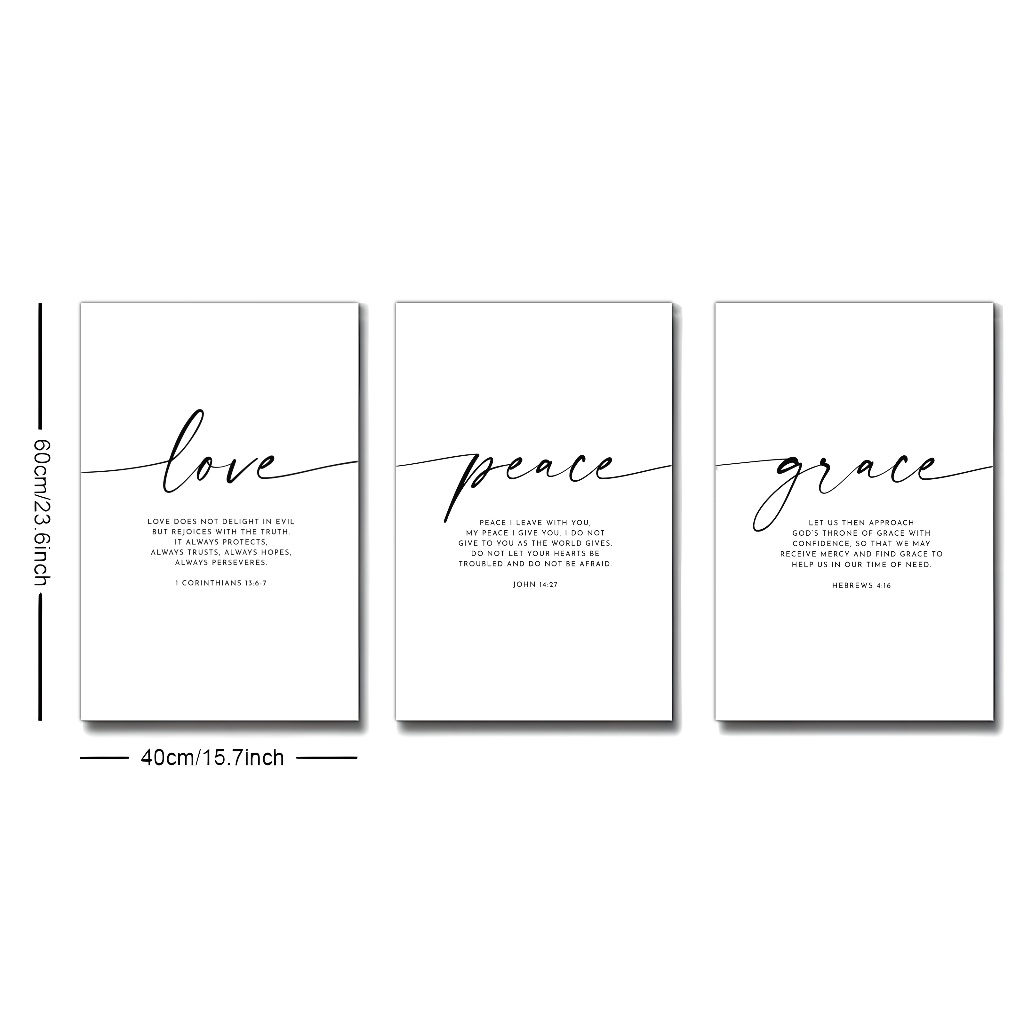 love
LOVE DOES NOT DELIGHT IN EVIL
BUT REJOICES WITH THE TRUTH.
IT ALWAYS PROTECTS,
ALWAYS TRUSTS, ALWAYS HOPES,
ALWAYS PERSEVERES.
1 CORINTHIANS 13:6-7
peace
PEACE I LEAVE WITH YOU,
MY PEACE I GIVE YOU. I DO NOT
GIVE TO YOU AS THE WORLD GIVES.
DO NOT LET YOUR HEARTS BE
TROUBLED AND DO NOT BE AFRAID.
JOHN 14:27
grace
LET US THEN APPROACH
GOD'S THRONE OF GRACE WITH
CONFIDENCE, SO THAT WE MAY
RECEIVE MERCY AND FIND GRACE TO
HELP US IN OUR TIME OF NEED.
HEBREWS 4:16
60cm/23.6inch
40cm/15.7inch